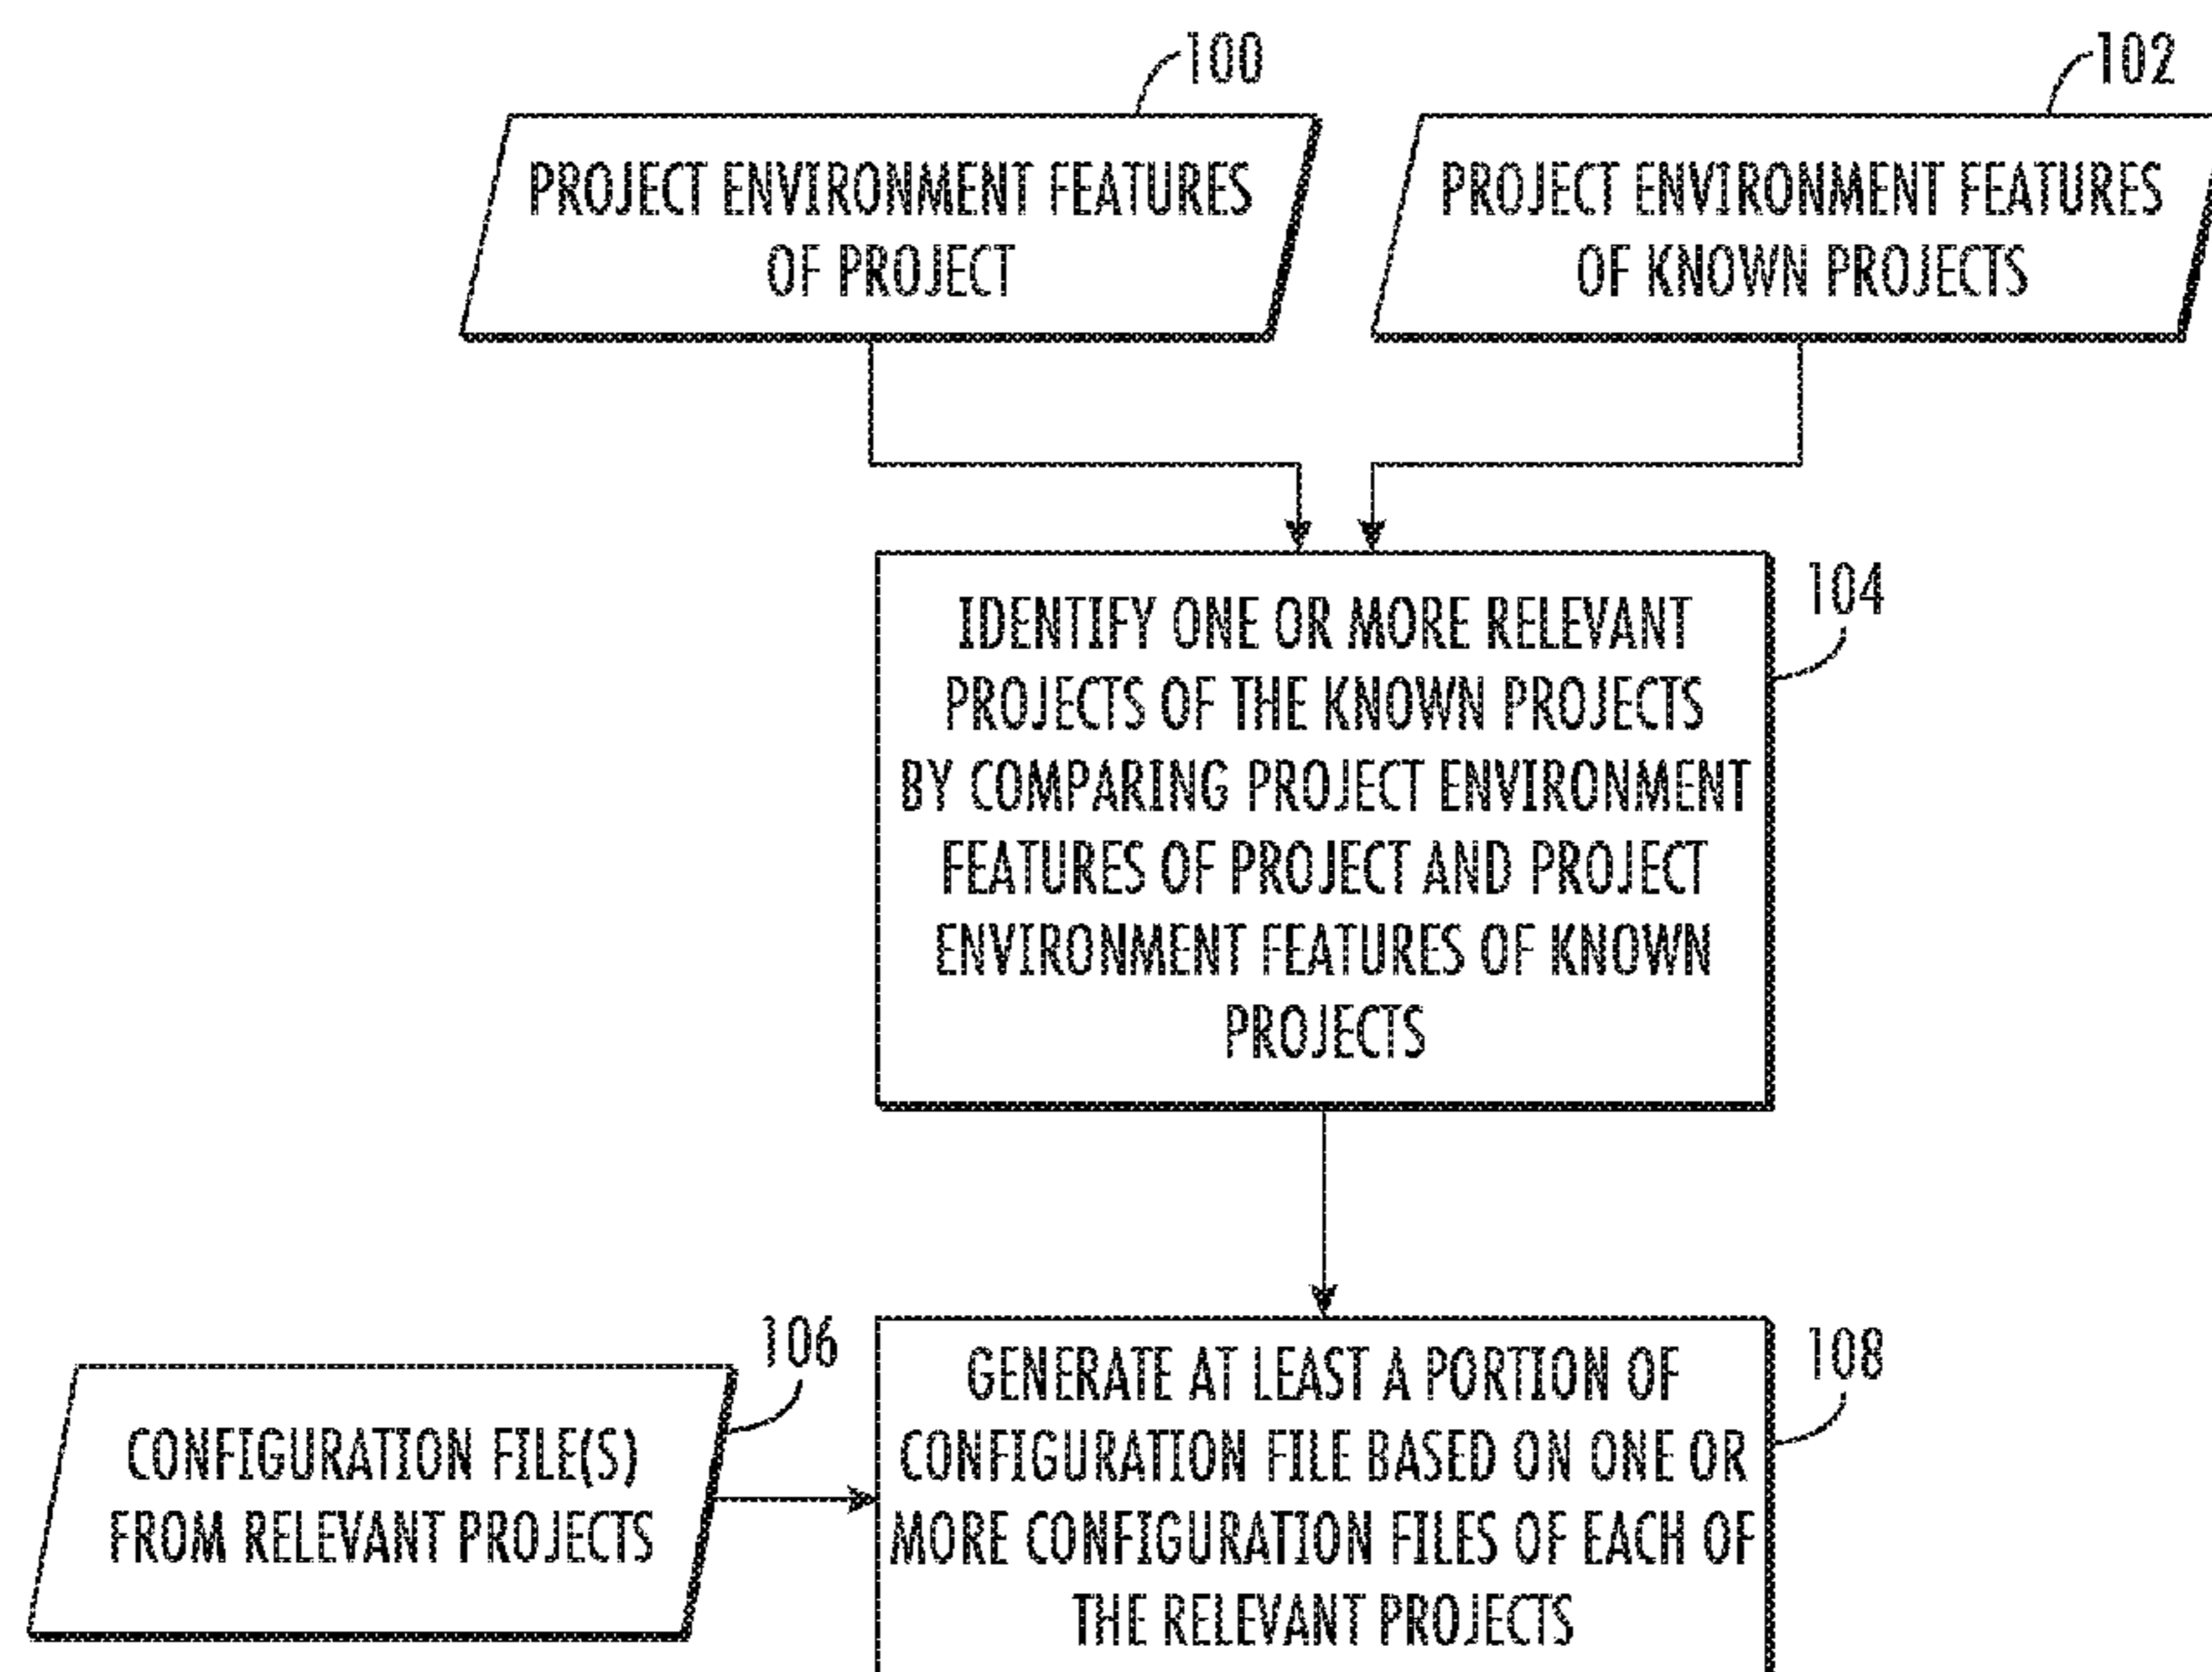 100
102
PROJECT ENVIRONMENT FEATURES
OF PROJECT
PROJECT ENVIRONMENT FEATURES
OF KNOWN PROJECTS
104
IDENTIFY ONE OR MORE RELEVANT
PROJECTS OF THE KNOWN PROJECTS
BY COMPARING PROJECT ENVIRONMENT
FEATURES OF PROJECT AND PROJECT
ENVIRONMENT FEATURES OF KNOWN
PROJECTS
106
CONFIGURATION FILE(S)
FROM RELEVANT PROJECTS
108
GENERATE AT LEAST A PORTION OF
CONFIGURATION FILE BASED ON ONE OR
MORE CONFIGURATION FILES OF EACH OF
THE RELEVANT PROJECTS